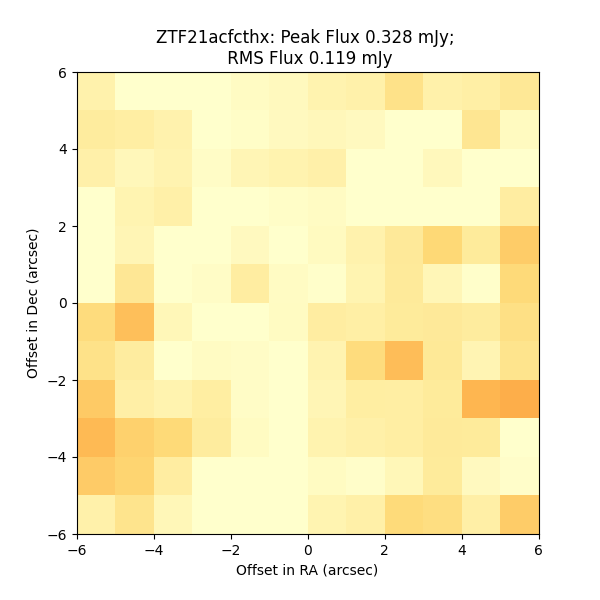 ZTF21acfcthx: Peak Flux 0.328 mJy;
RMS Flux 0.119 mJy
6
4
2
0
−2
−4
−6
Offset in Dec (arcsec)
−6 −4 −2 0 2 4 6
Offset in RA (arcsec)